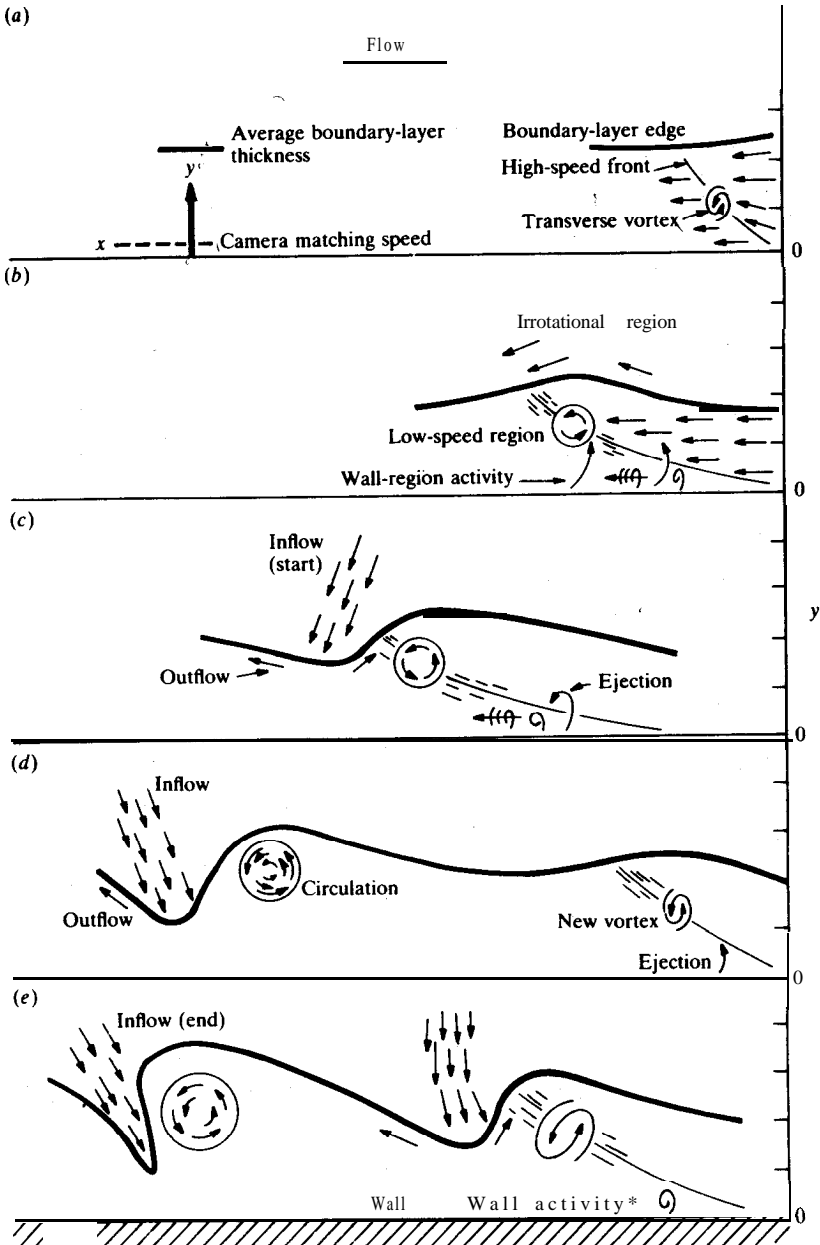 (a)
Flow
Average boundary-layer
thickness
Boundary-layer edge
High-speed front
y
Transverse vortex
x
Camera matching speed
0
(b)
Irrotational region
Low-speed region
Wall-region activity
0
(c)
Inflow
(start)
y
Outflow
Ejection
0
(d)
Inflow
Circulation
Outflow
New vortex
Ejection
0
(e)
Inflow (end)
Wall Wall activity*
0